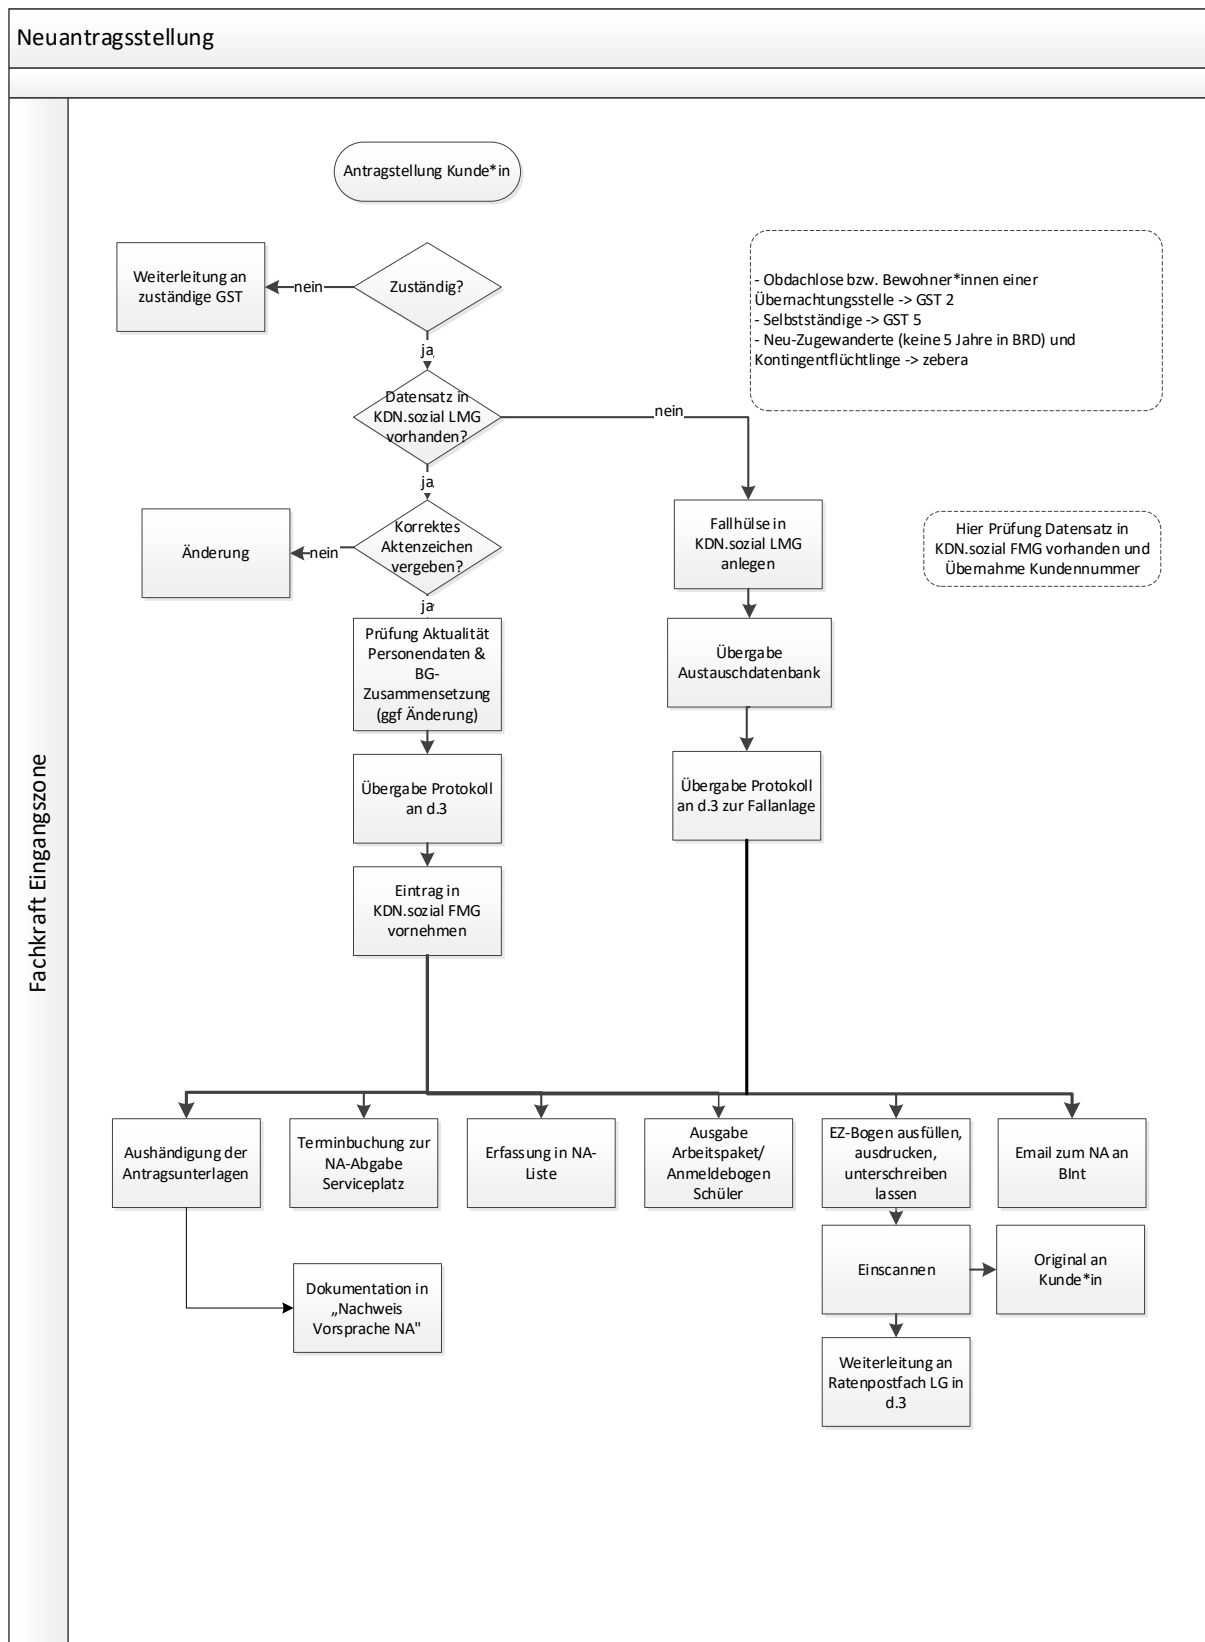 Neuantragsstellung
Fachkraft Eingangszone
Antragstellung Kunde*in
Weiterleitung an
zuständige GST
nein
Zuständig?
- Obdachlose bzw. Bewohner*innen einer
Übernachtungsstelle -> GST 2
- Selbstständige -> GST 5
- Neu-Zugewanderte (keine 5 Jahre in BRD) und
Kontingentflüchtlinge -> zebera
ja
Datensatz in
KDN.sozial LMG
vorhanden?
nein
ja
Änderung
nein
Korrektes
Aktenzeichen
vergeben?
Fallhülse in
KDN.sozial LMG
anlegen
Hier Prüfung Datensatz in
KDN.sozial FMG vorhanden und
Übernahme Kundennummer
ja
Prüfung Aktualität
Personendaten &
BG-
Zusammensetzung
(ggf Änderung)
Übergabe
Austauschdatenbank
Übergabe Protokoll
an d.3
Übergabe Protokoll
an d.3 zur Fallanlage
Eintrag in
KDN.sozial FMG
vornehmen
Aushändigung der
Antragsunterlagen
Terminbuchung zur
NA-Abgabe
Serviceplatz
Erfassung in NA-
Liste
Ausgabe
Arbeitspaket/
Anmeldebogen
Schüler
EZ-Bogen ausfüllen,
ausdrucken,
unterschreiben
lassen
Email zum NA an
BInt
Einscannen
Original an
Kunde*in
Dokumentation in
„Nachweis
Vorsprache NA"
Weiterleitung an
Ratenpostfach LG in
d.3